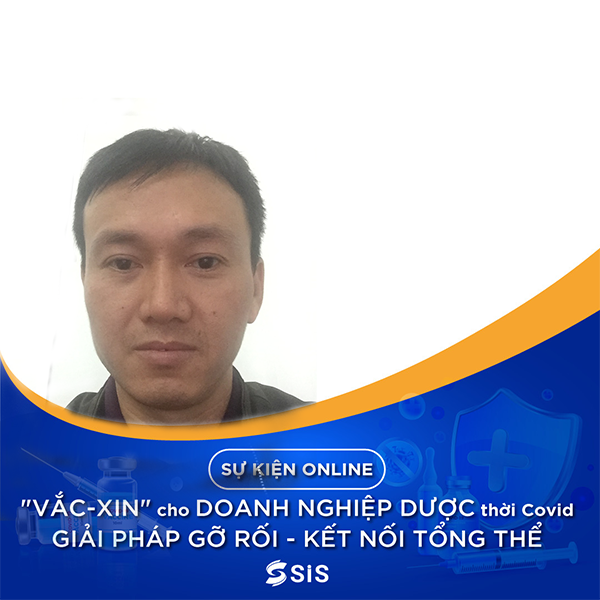 SỰ KIỆN ONLINE
"VẮC-XIN" cho DOANH NGHIỆP DƯỢC thời Covid
GIẢI PHÁP GỠ RỐI - KẾT NỐI TỔNG THỂ
SiS